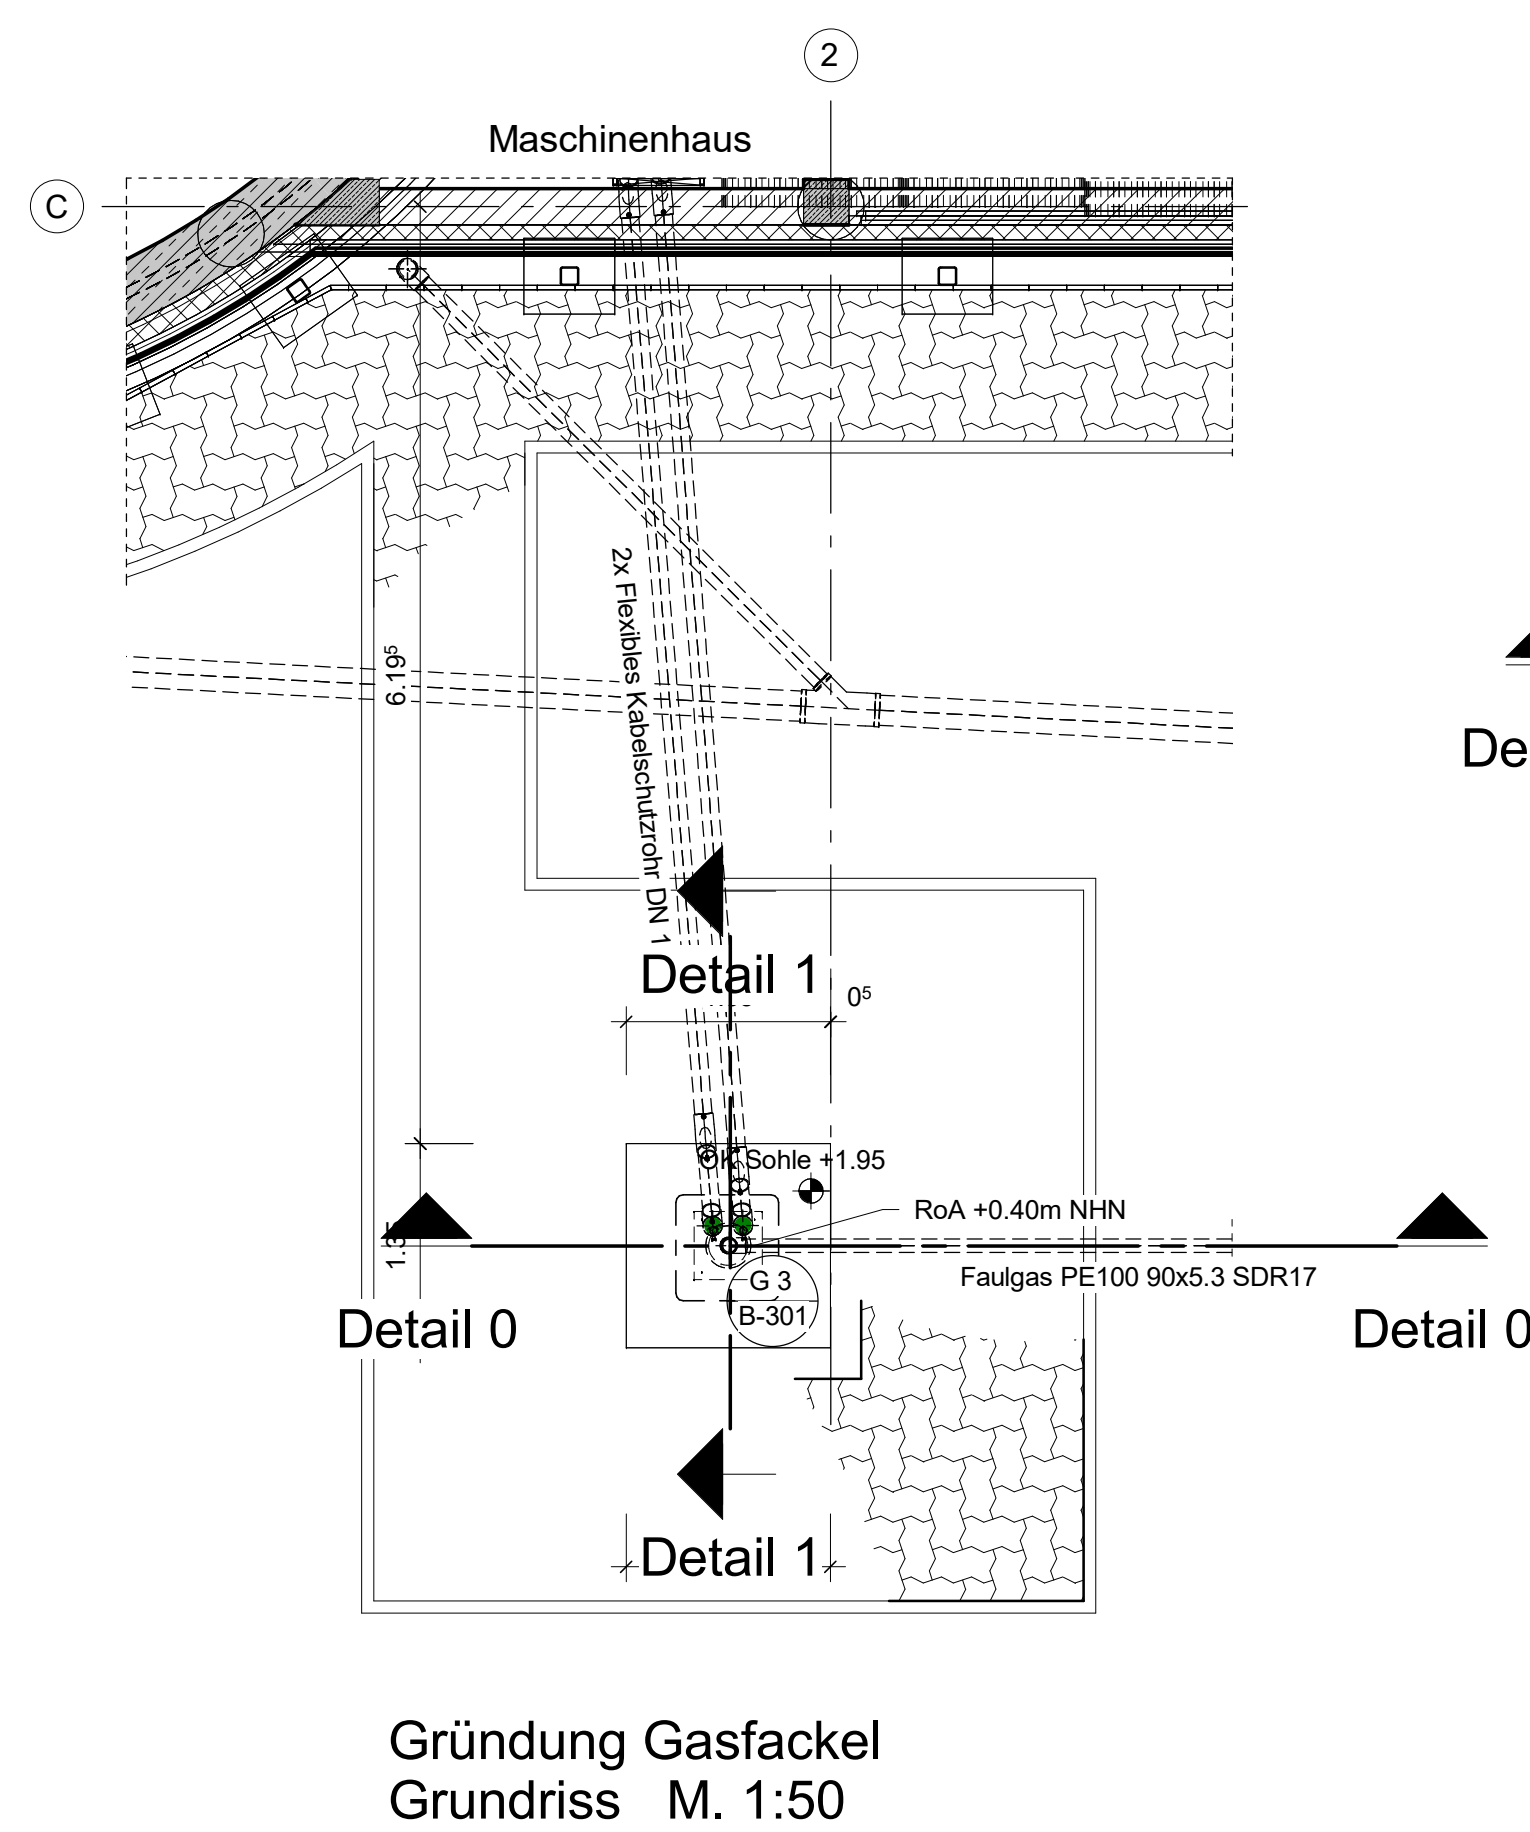 2
Maschinenhaus
C
6.19⁵
2x Flexibles Kabelschutzrohr DN 1
De
Detail 1
0⁵
OK Sohle +1.95
RoA +0.40m NHN
1.3
Faulgas PE100 90x5.3 SDR17
G 3
B-301
Detail 0
Detail 0
Detail 1
Gründung Gasfackel
Grundriss M. 1:50